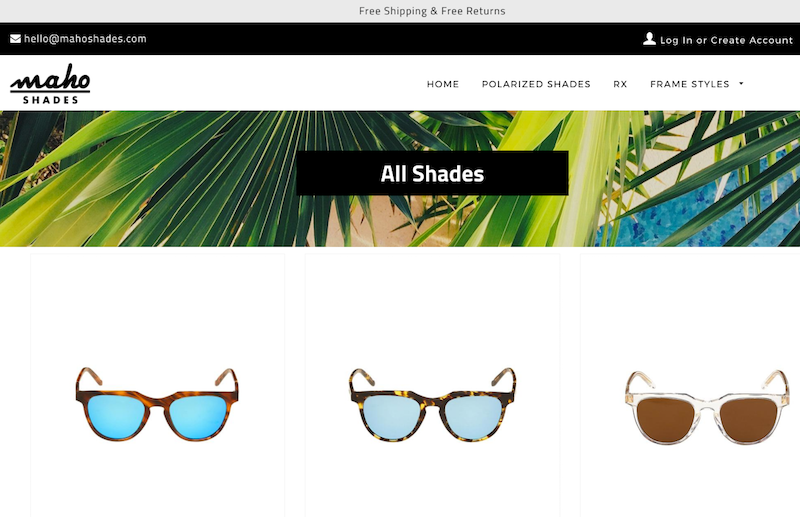 Free Shipping & Free Returns
hello@mahoshades.com
Log In or Create Account
maho
SHADES
HOME POLARIZED SHADES RX FRAME STYLES
All Shades